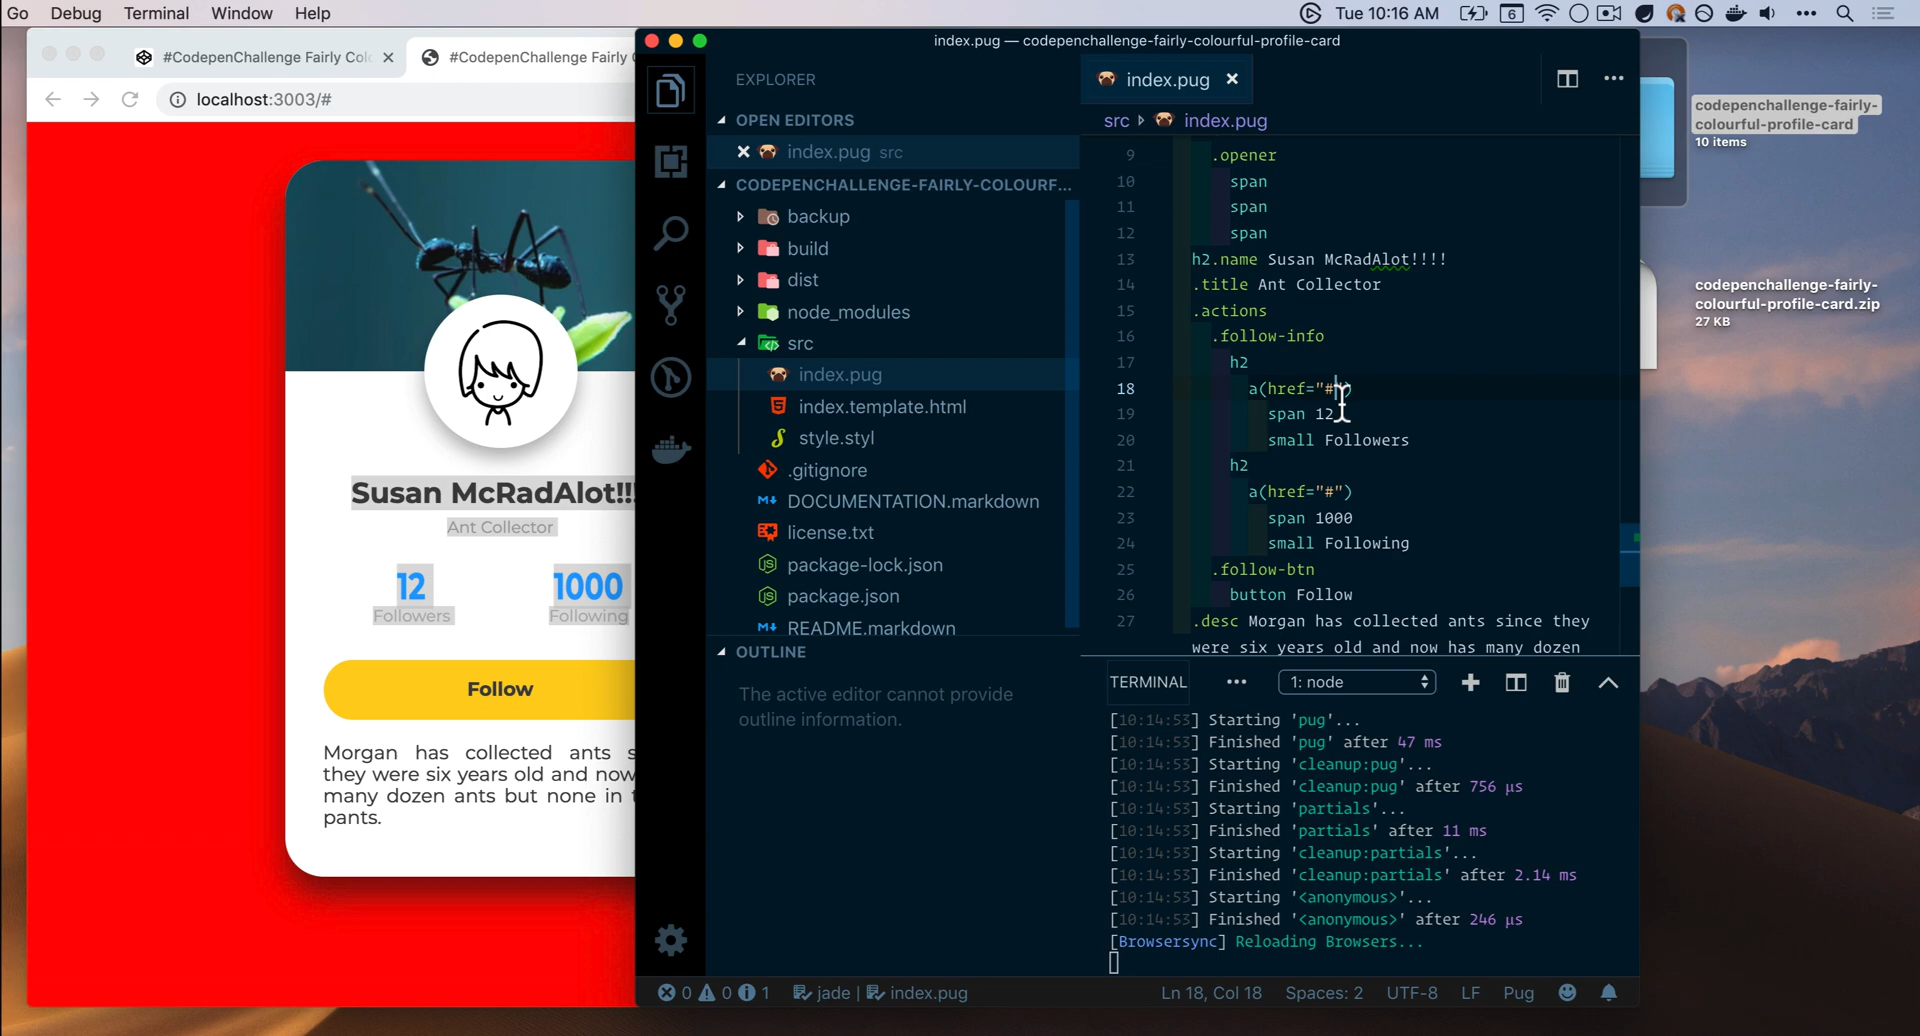 Go Debug Terminal Window Help
6 Tue 10:16 AM
#CodepenChallenge Fairly Col
#CodepenChallenge Fairly
localhost:3003/#
Susan McRadAlot!!!
Ant Collector
12 1000
Followers Following
Follow
Morgan has collected ants s
they were six years old and now
many dozen ants but none in t
pants.
index.pug — codepenchallenge-fairly-colourful-profile-card
EXPLORER
OPEN EDITORS
index.pug src
CODEPENCHALLENGE-FAIRLY-COLOURF...
backup
build
dist
node_modules
src
index.pug
index.template.html
style.styl
.gitignore
DOCUMENTATION.markdown
license.txt
package-lock.json
package.json
README.markdown
OUTLINE
The active editor cannot provide
outline information.
index.pug
src index.pug
9 .opener
10 span
11 span
12 span
13 h2.name Susan McRadAlot!!!!
14 .title Ant Collector
15 .actions
16 .follow-info
17 h2
18 a(href="#")
19 span 12
20 small Followers
21 h2
22 a(href="#")
23 span 1000
24 small Following
25 .follow-btn
26 button Follow
27 .desc Morgan has collected ants since they
were six years old and now has many dozen
TERMINAL ... 1: node
[10:14:53] Starting 'pug'...
[10:14:53] Finished 'pug' after 47 ms
[10:14:53] Starting 'cleanup:pug'...
[10:14:53] Finished 'cleanup:pug' after 756 μs
[10:14:53] Starting 'partials'...
[10:14:53] Finished 'partials' after 11 ms
[10:14:53] Starting 'cleanup:partials'...
[10:14:53] Finished 'cleanup:partials' after 2.14 ms
[10:14:53] Starting '<anonymous>'...
[10:14:53] Finished '<anonymous>' after 246 μs
[Browsersync] Reloading Browsers...
0 0 1 jade | index.pug
Ln 18, Col 18 Spaces: 2 UTF-8 LF Pug
codepenchallenge-fairly-
colourful-profile-card
10 items
codepenchallenge-fairly-
colourful-profile-card.zip
27 KB